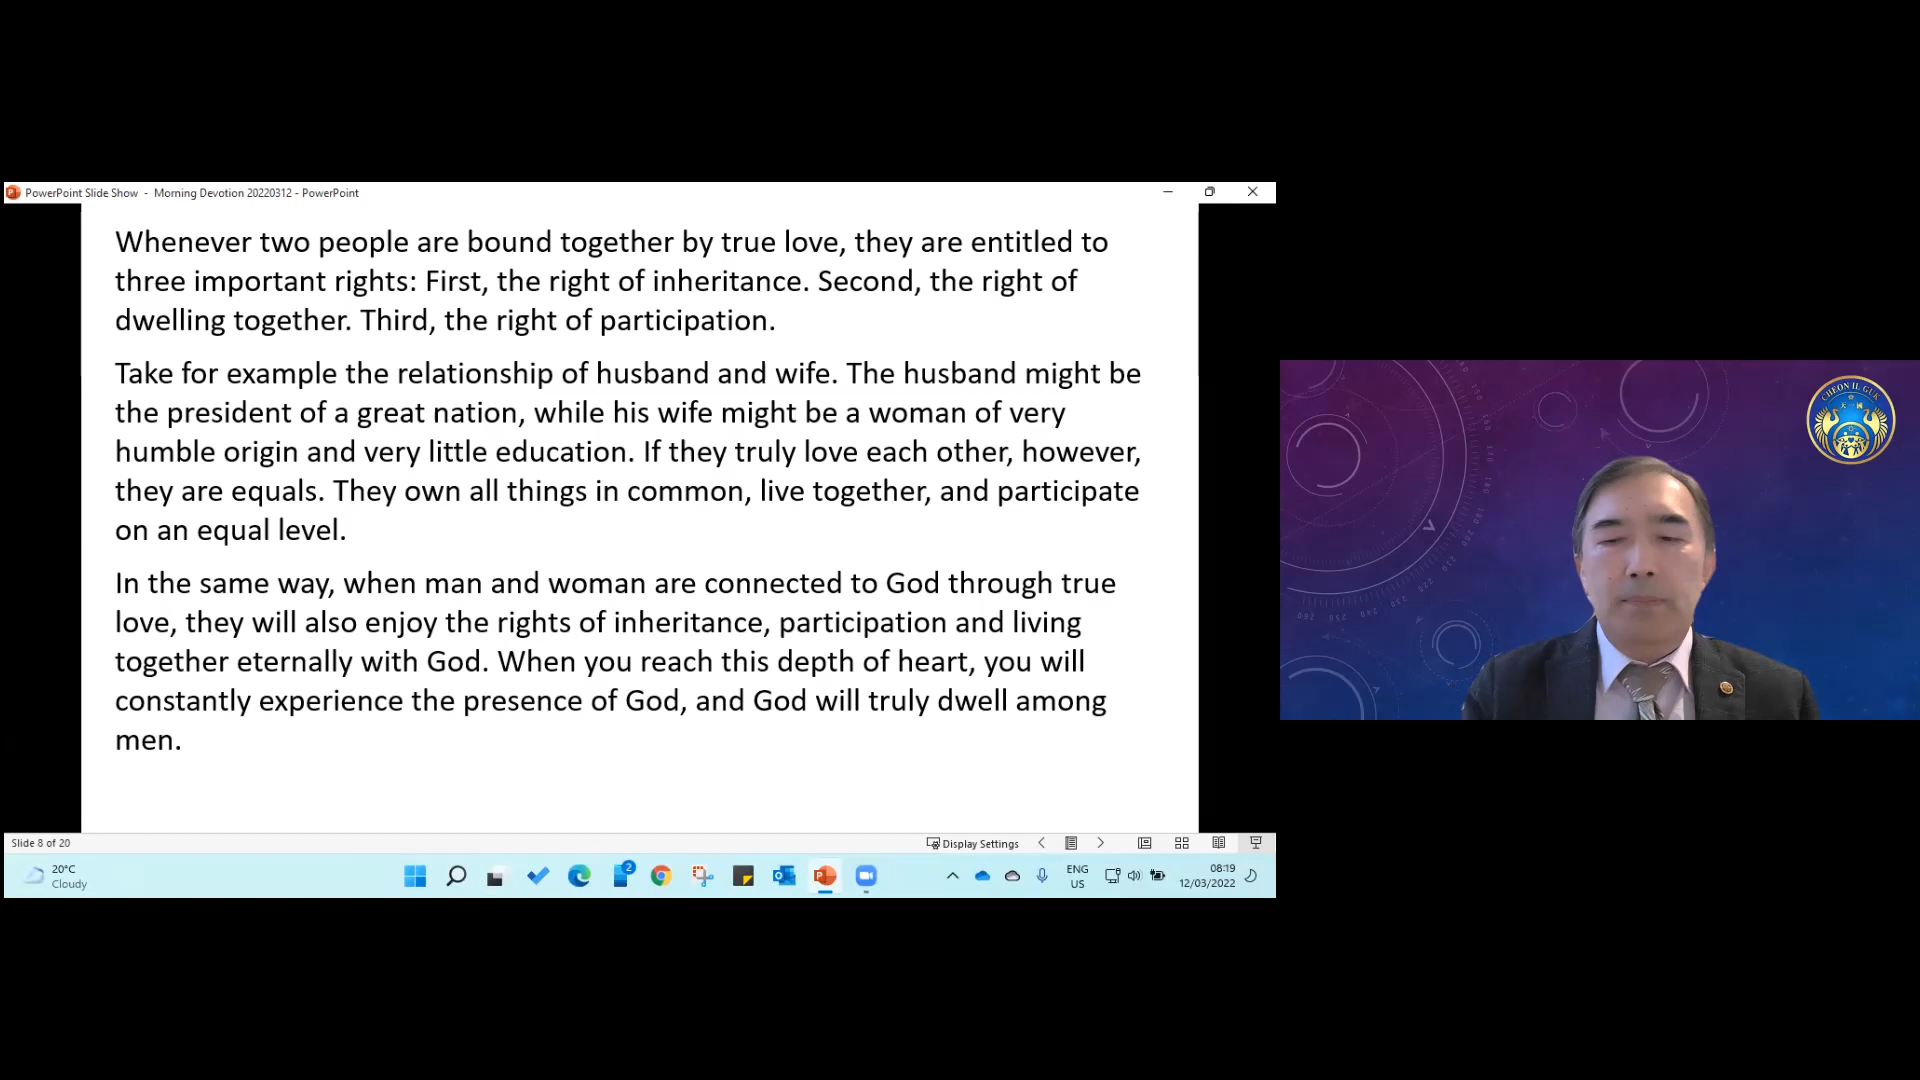 PowerPoint Slide Show - Morning Devotion 20220312 - PowerPoint
Whenever two people are bound together by true love, they are entitled to
three important rights: First, the right of inheritance. Second, the right of
dwelling together. Third, the right of participation.
Take for example the relationship of husband and wife. The husband might be
the president of a great nation, while his wife might be a woman of very
humble origin and very little education. If they truly love each other, however,
they are equals. They own all things in common, live together, and participate
on an equal level.
In the same way, when man and woman are connected to God through true
love, they will also enjoy the rights of inheritance, participation and living
together eternally with God. When you reach this depth of heart, you will
constantly experience the presence of God, and God will truly dwell among
men.
CHEON IL GUK
Slide 8 of 20
Display Settings
20°C
Cloudy
2
ENG
US
08:19
12/03/2022